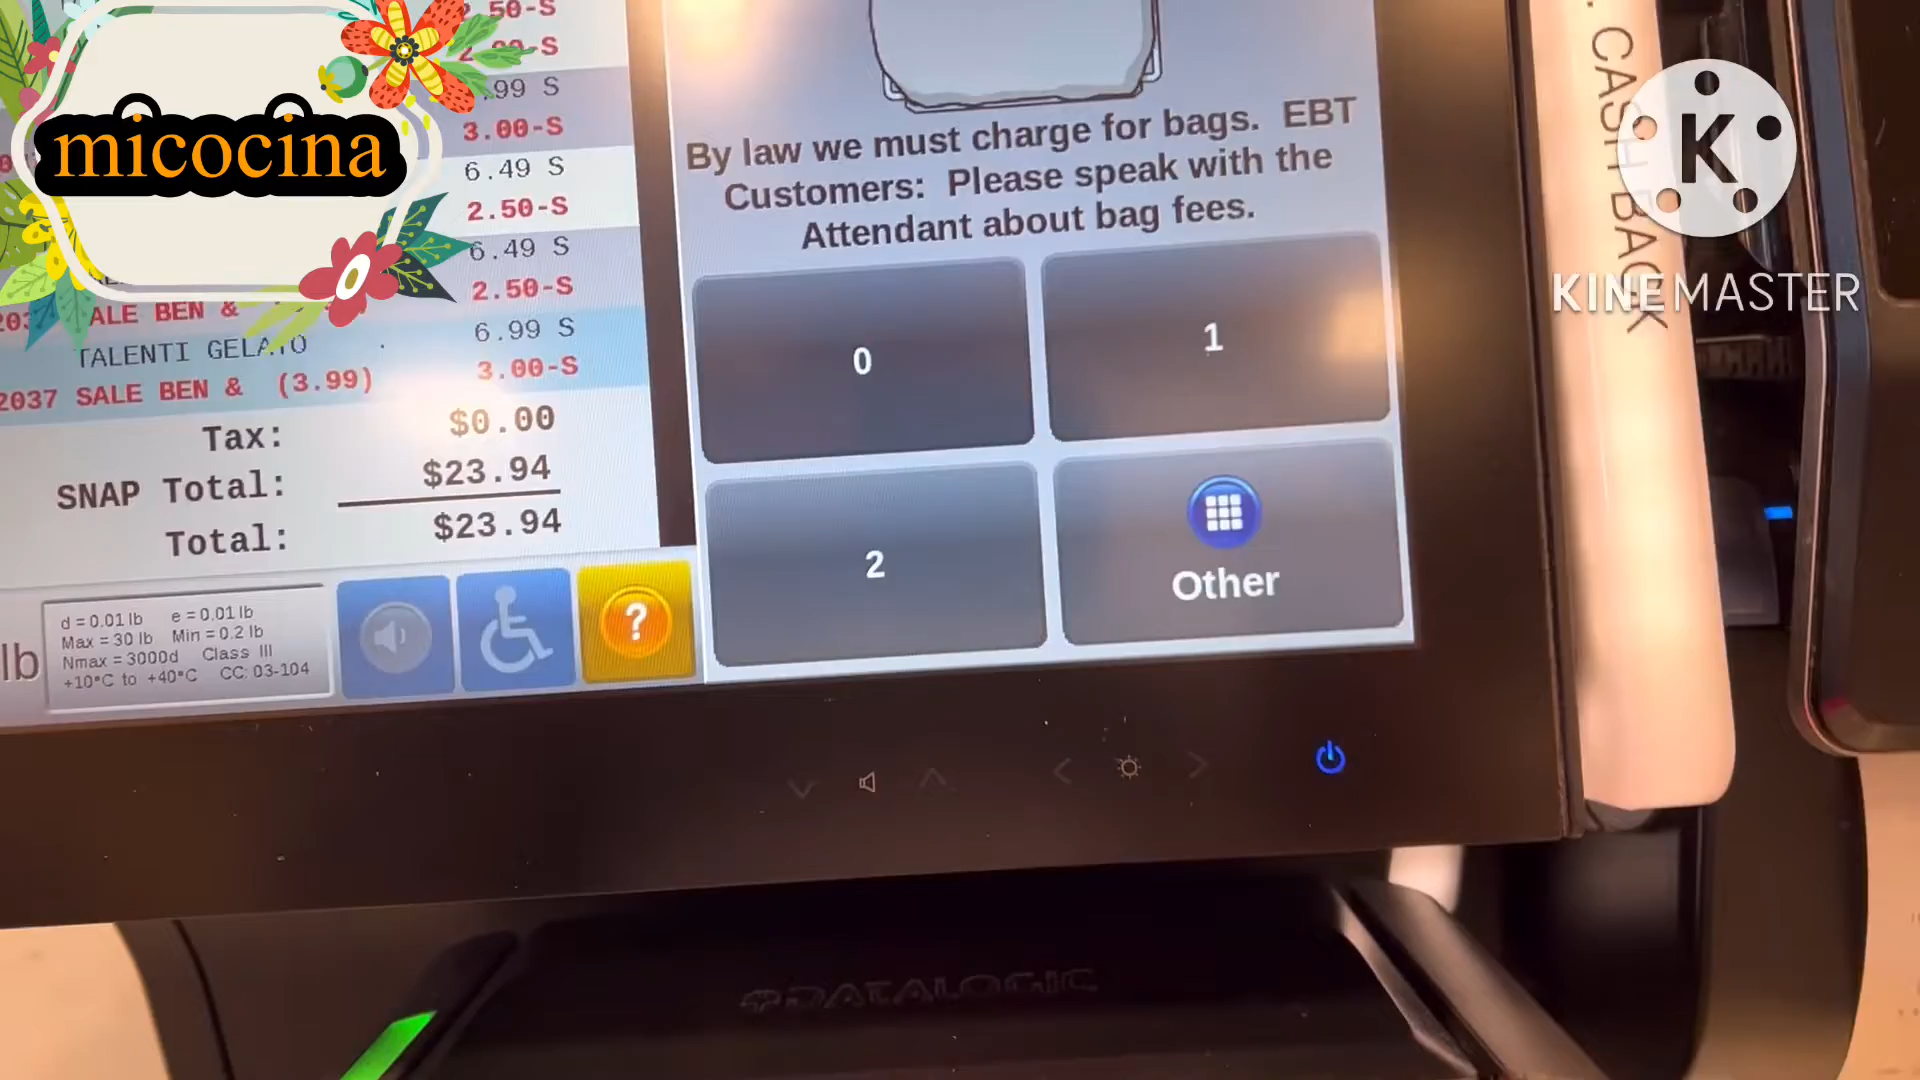 .50-S
-S
.99 S
3.00-S
6.49 S
2.50-S
6.49 S
2.50-S
ALE BEN &
TALENTI GELATO
6.99 S
2037 SALE BEN & (3.99)
3.00-S
Tax:
$0.00
SNAP Total:
$23.94
Total:
$23.94
lb
d = 0.01 lb e = 0.01 lb
Max = 30 lb Min = 0.2 lb
Nmax = 3000d Class III
+10°C to +40°C CC: 03-104
?
By law we must charge for bags. EBT
Customers: Please speak with the
Attendant about bag fees.
0
1
2
Other
micocina
CASH BACK
K
KINEMASTER
DATALOGIC